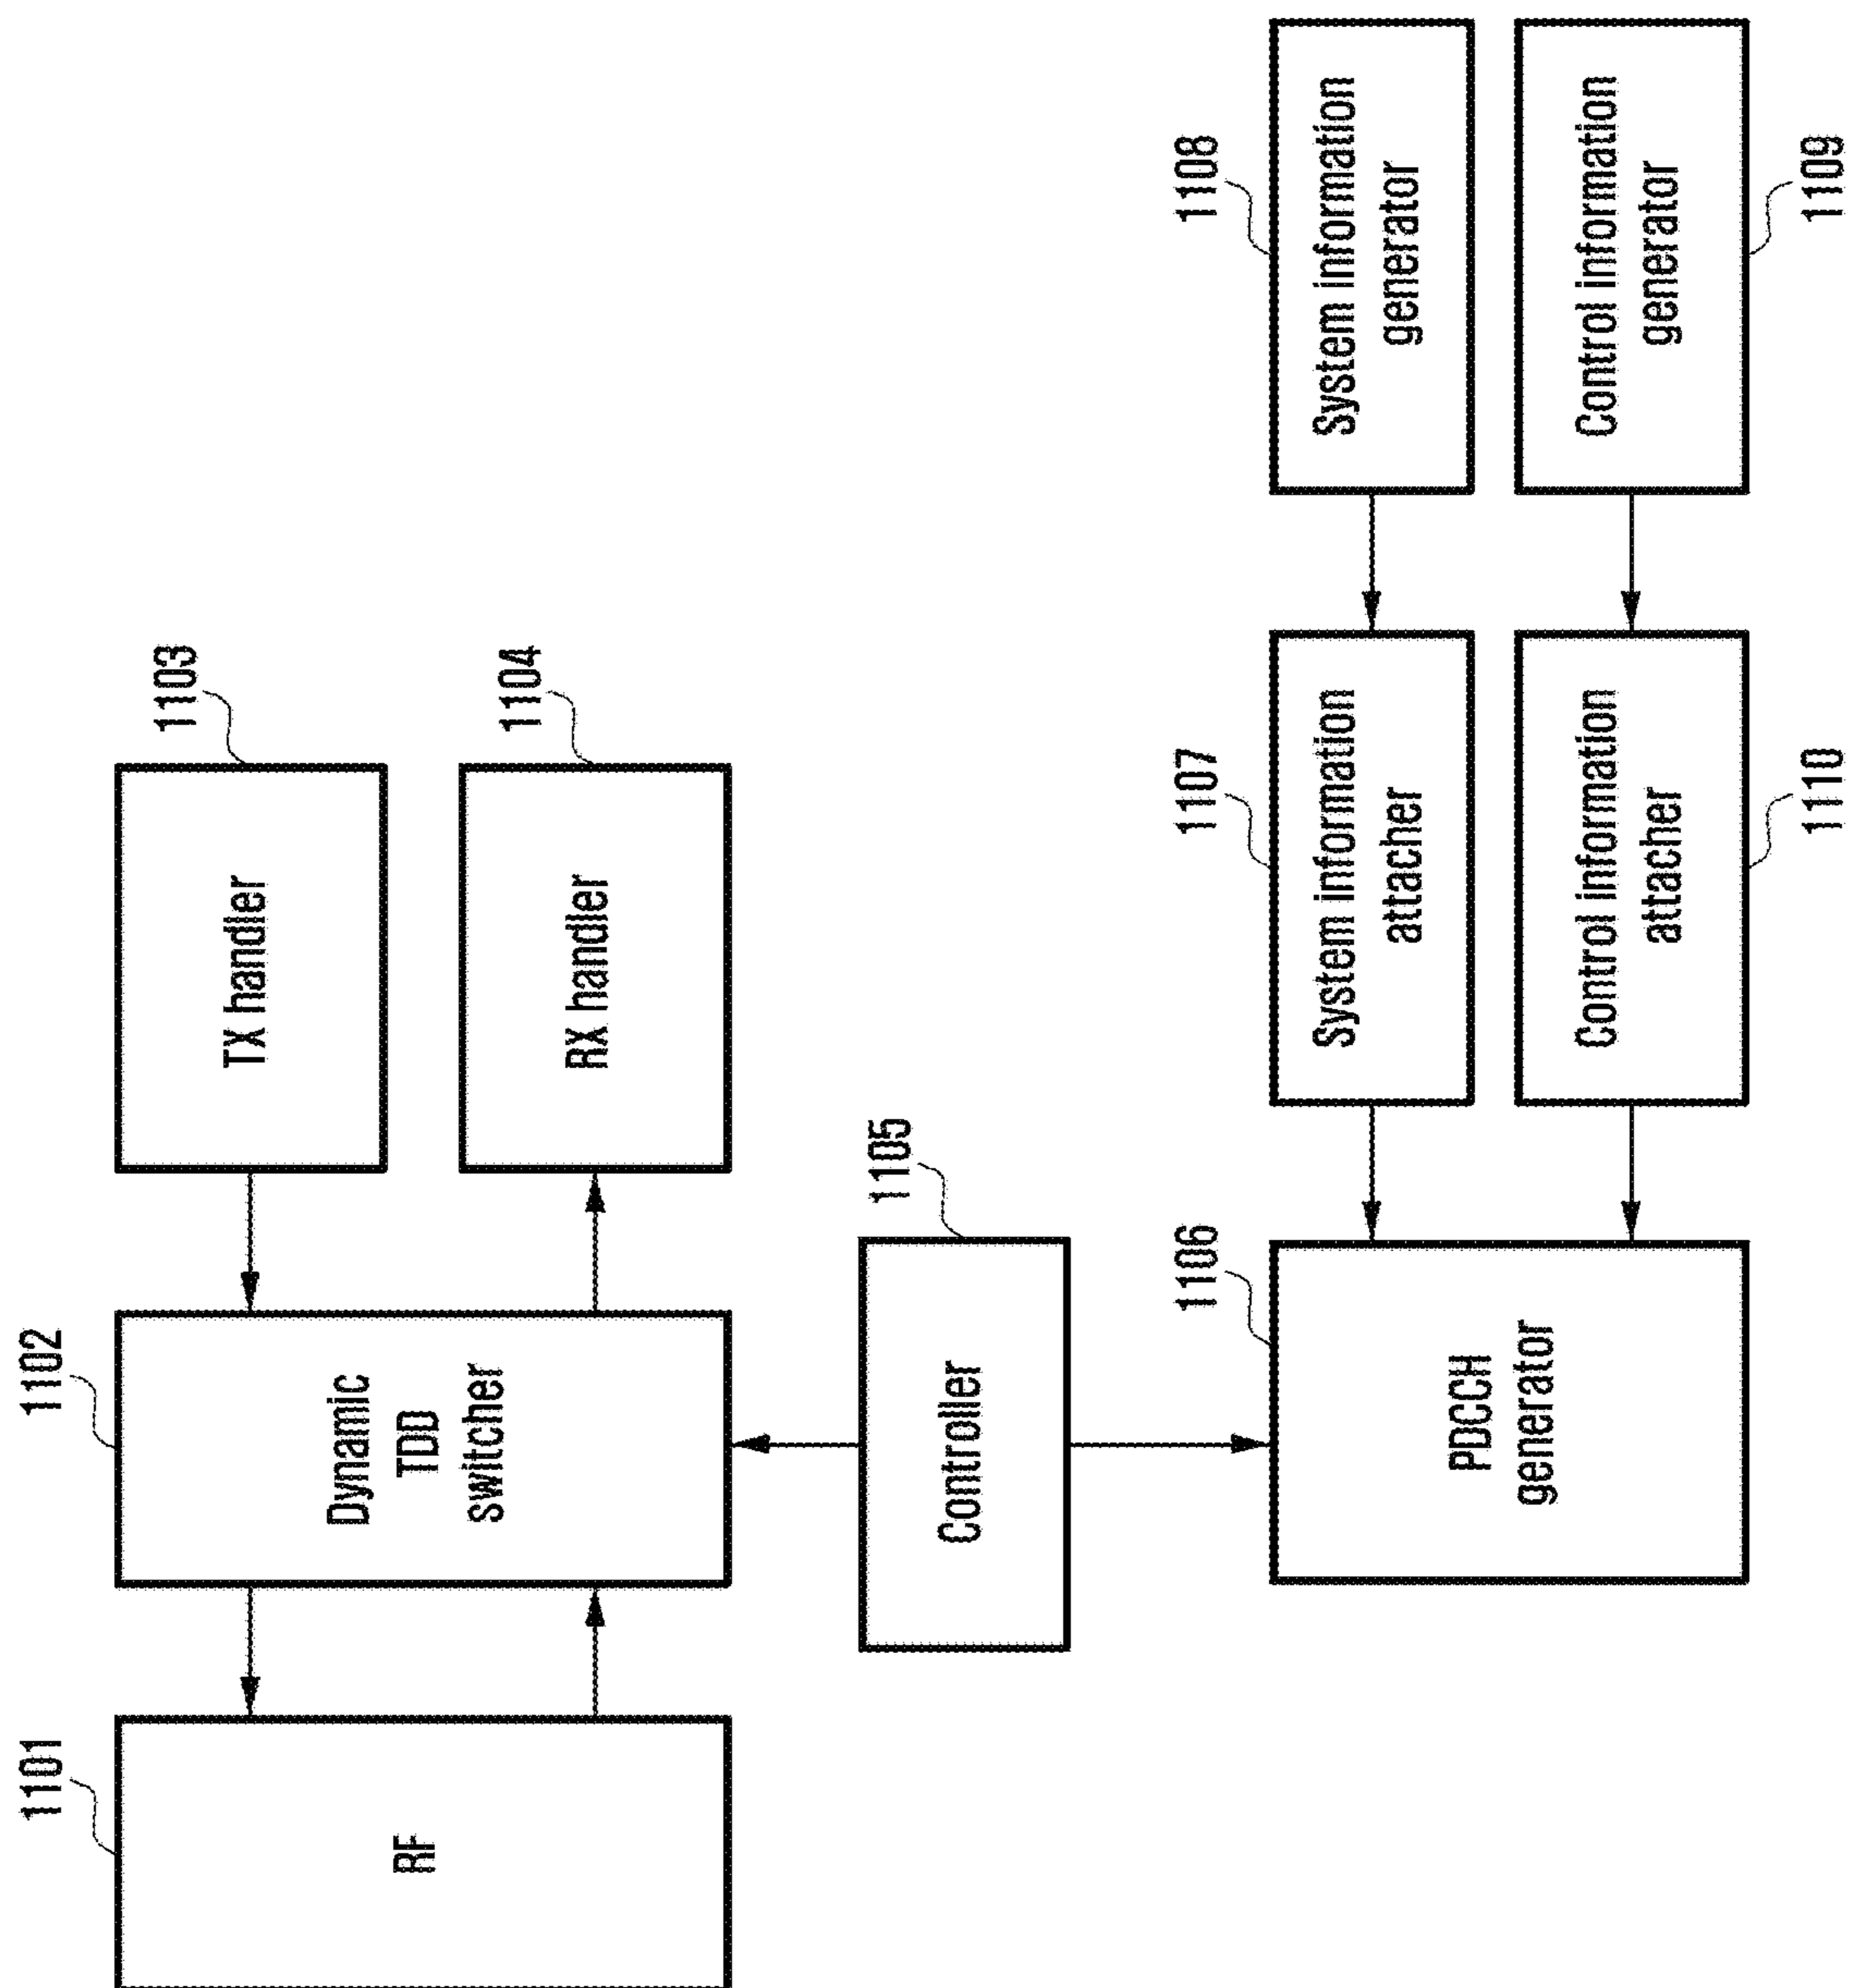 1101
RF
1102
Dynamic
TDD
switcher
1103
TX handler
1104
RX handler
1105
Controller
1106
PDCCH
generator
1107
System information
attacher
1108
System information
generator
Control information
attacher
1110
Control information
generator
1109